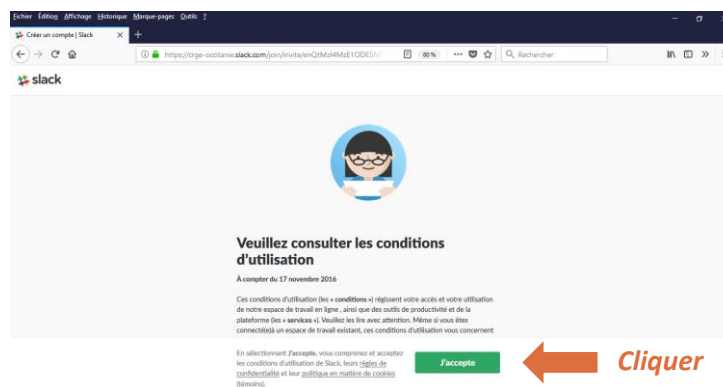 Fichier Édition Affichage Historique Marque-pages Outils ?
Créer un compte | Slack
https://crge-occitanie.slack.com/join/invite/
80 %
Rechercher
slack
Veuillez consulter les conditions
d'utilisation
À compter du 17 novembre 2016
Ces conditions d'utilisation (les « conditions ») régissent votre accès et votre utilisation
de notre espace de travail en ligne , ainsi que des outils de productivité et de la
plateforme (les « services »). Veuillez les lire avec attention. Même si vous êtes
connecté(e)à un espace de travail existant, ces conditions d'utilisation vous concernent
En sélectionnant J'accepte, vous comprenez et acceptez
les conditions d'utilisation de Slack, leurs règles de
confidentialité et leur politique en matière de cookies
(témoins).
J'accepte
Cliquer